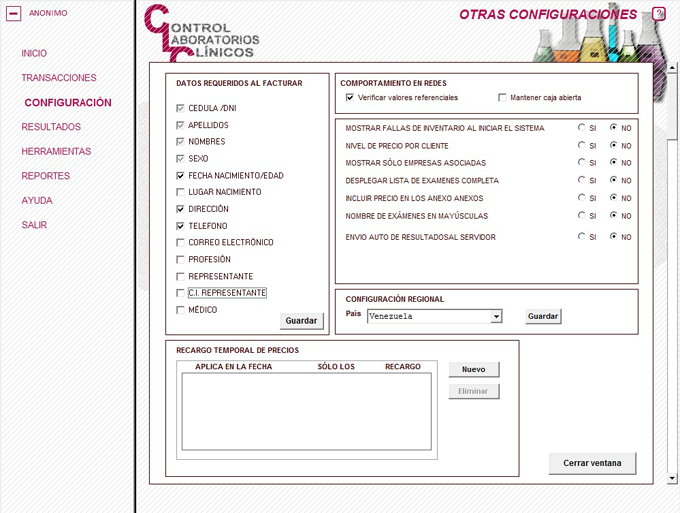 ANONIMO
INICIO
TRANSACCIONES
CONFIGURACIÓN
RESULTADOS
HERRAMIENTAS
REPORTES
AYUDA
SALIR
CONTROL
LABORATORIOS
CLÍNICOS
OTRAS CONFIGURACIONES
DATOS REQUERIDOS AL FACTURAR
CEDULA /DNI
APELLIDOS
NOMBRES
SEXO
FECHA NACIMIENTO/EDAD
LUGAR NACIMIENTO
DIRECCIÓN
TELEFONO
CORREO ELECTRÓNICO
PROFESIÓN
REPRESENTANTE
C.I. REPRESENTANTE
MÉDICO
Guardar
COMPORTAMIENTO EN REDES
Verificar valores referenciales Mantener caja abierta
MOSTRAR FALLAS DE INVENTARIO AL INICIAR EL SISTEMA SI NO
NIVEL DE PRECIO POR CLIENTE SI NO
MOSTRAR SÓLO EMPRESAS ASOCIADAS SI NO
DESPLEGAR LISTA DE EXAMENES COMPLETA SI NO
INCLUIR PRECIO EN LOS ANEXO ANEXOS SI NO
NOMBRE DE EXÁMENES EN MAYÚSCULAS SI NO
ENVIO AUTO DE RESULTADOSAL SERVIDOR SI NO
CONFIGURACIÓN REGIONAL
Pais Venezuela Guardar
RECARGO TEMPORAL DE PRECIOS
APLICA EN LA FECHA SÓLO LOS RECARGO
Nuevo
Eliminar
Cerrar ventana